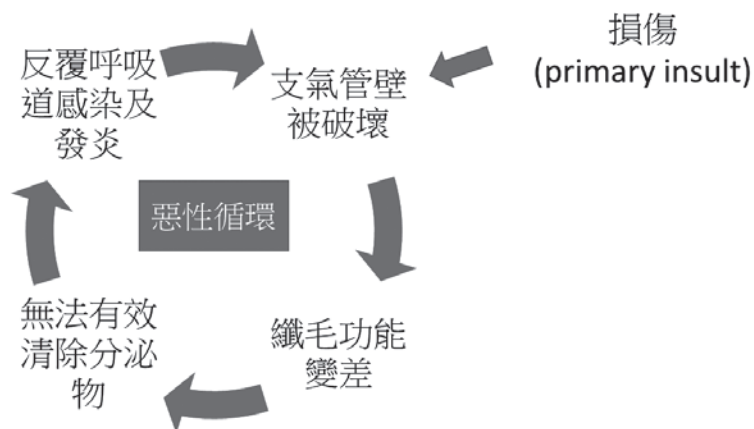 損傷
(primary insult)
支氣管壁
被破壞
纖毛功能
變差
無法有效
清除分泌
物
反覆呼吸
道感染及
發炎
惡性循環